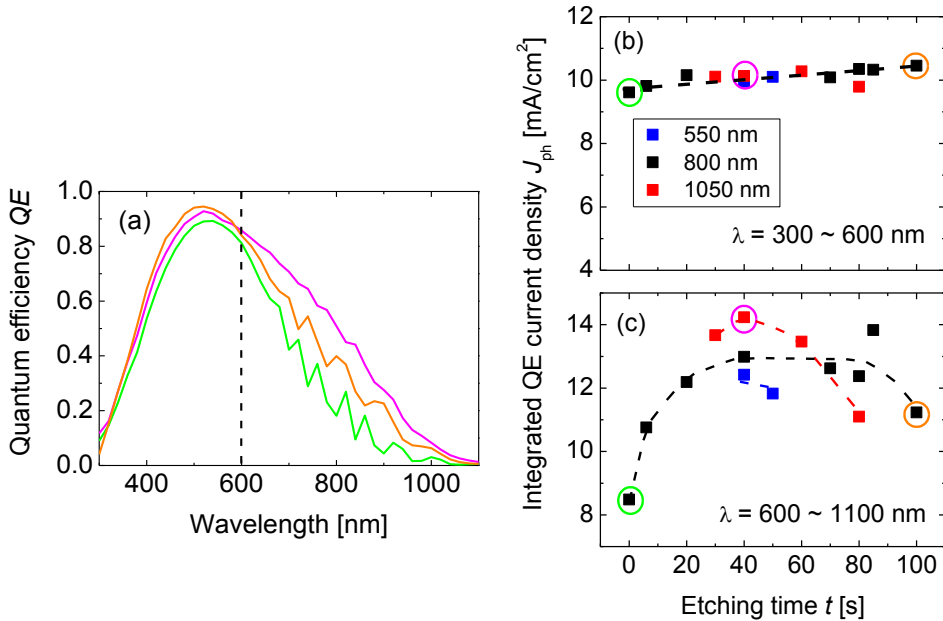 (a)
Quantum efficiency QE
1.0
0.8
0.6
0.4
0.2
0.0
400 600 800 1000
Wavelength [nm]
Integrated QE current density Jph [mA/cm²]
(b)
12
10
8
6
4
550 nm
800 nm
1050 nm
λ = 300 ~ 600 nm
(c)
14
12
10
8
λ = 600 ~ 1100 nm
0 20 40 60 80 100
Etching time t [s]